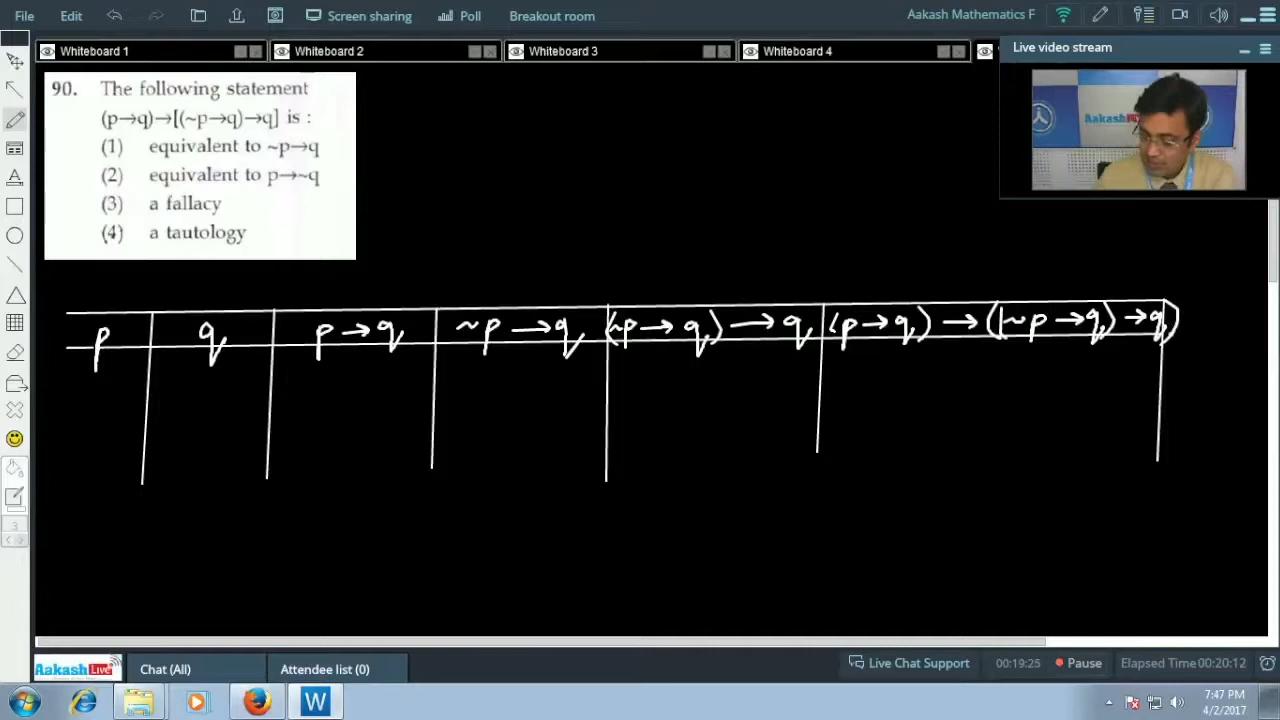 File Edit Screen sharing Poll Breakout room Aakash Mathematics F
Whiteboard 1 Whiteboard 2 Whiteboard 3 Whiteboard 4 Live video stream
90. The following statement
(p→q)→[(~p→q)→q] is :
(1) equivalent to ~p→q
(2) equivalent to p→~q
(3) a fallacy
(4) a tautology
p q p → q ~p → q (~p → q) → q (p → q) → ((~p → q) → q)
3
AakashLive Chat (All) Attendee list (0) Live Chat Support 00:19:25 Pause Elapsed Time 00:20:12
7:47 PM
4/2/2017